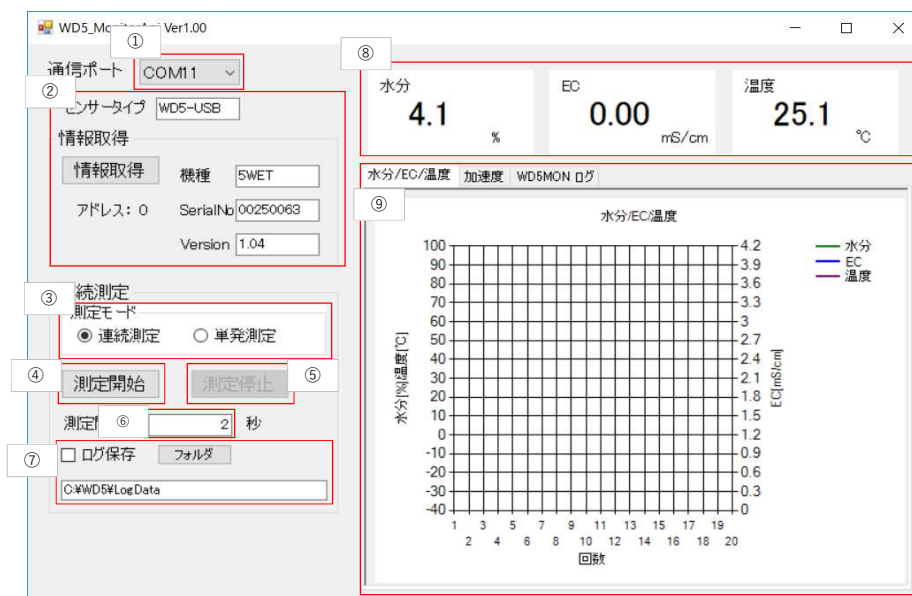 WD5_Monitor Ver1.00
①
通信ポート COM11
②
センサータイプ WD5-USB
情報取得
情報取得 機種 5WET
アドレス: 0 SerialNo 00250063
Version 1.04
③
続測定
測定モード
連続測定 単発測定
④ 測定開始 測定停止 ⑤
⑥
測定 2 秒
⑦
ログ保存 フォルダ
C:¥WD5¥LogData
⑧
水分 EC 温度
4.1 % 0.00 mS/cm 25.1 ℃
水分/EC/温度 加速度 WD5MON ログ
⑨
水分/EC/温度
水分[%]温度[℃]
100
90
80
70
60
50
40
30
20
10
0
-10
-20
-30
-40
4.2
3.9
3.6
3.3
3
2.7
2.4
2.1
1.8
1.5
1.2
0.9
0.6
0.3
0
EC[mS/cm]
水分
EC
温度
1 3 5 7 9 11 13 15 17 19
2 4 6 8 10 12 14 16 18 20
回数